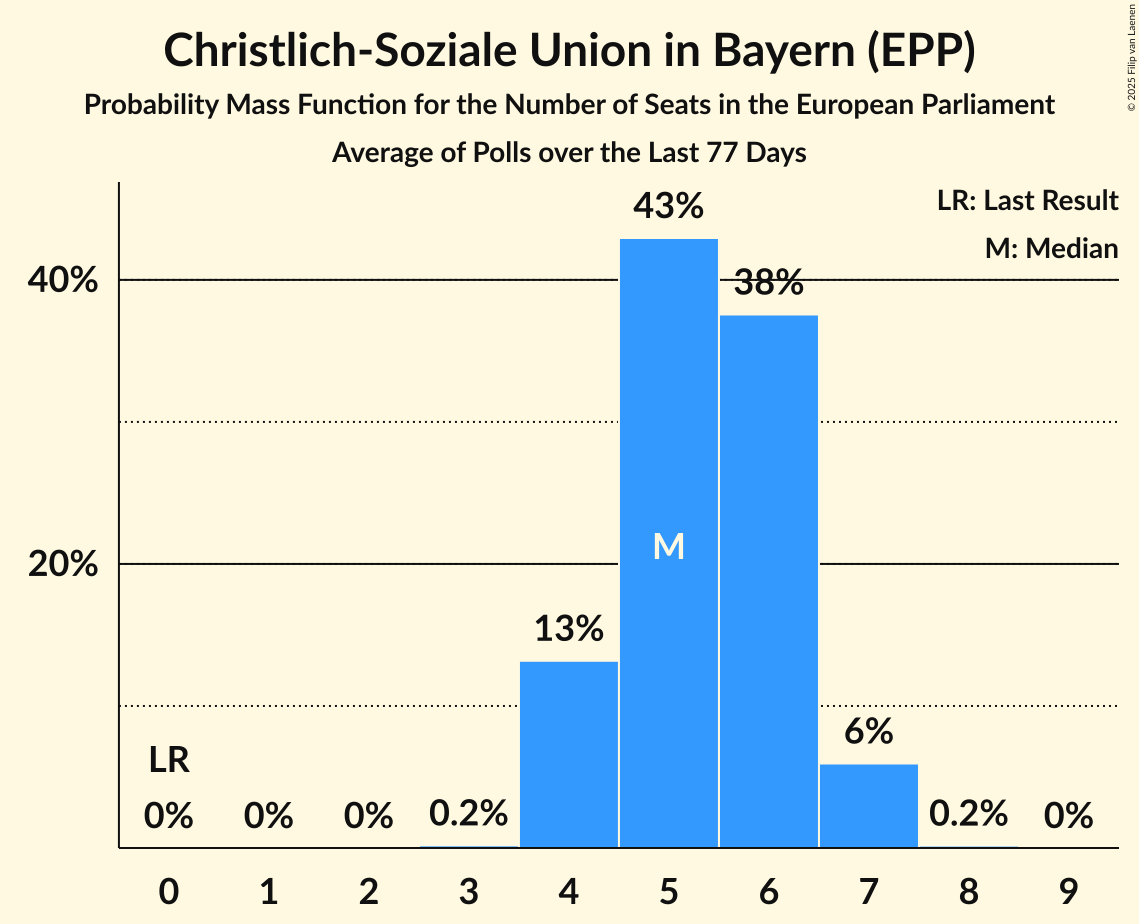 Christlich-Soziale Union in Bayern (EPP)
Probability Mass Function for the Number of Seats in the European Parliament
Average of Polls over the Last 77 Days
© 2025 Filip van Laenen
LR: Last Result
M: Median
43%
40%
38%
M
20%
13%
6%
LR
0% 0% 0% 0.2% 0.2% 0%
0 1 2 3 4 5 6 7 8 9